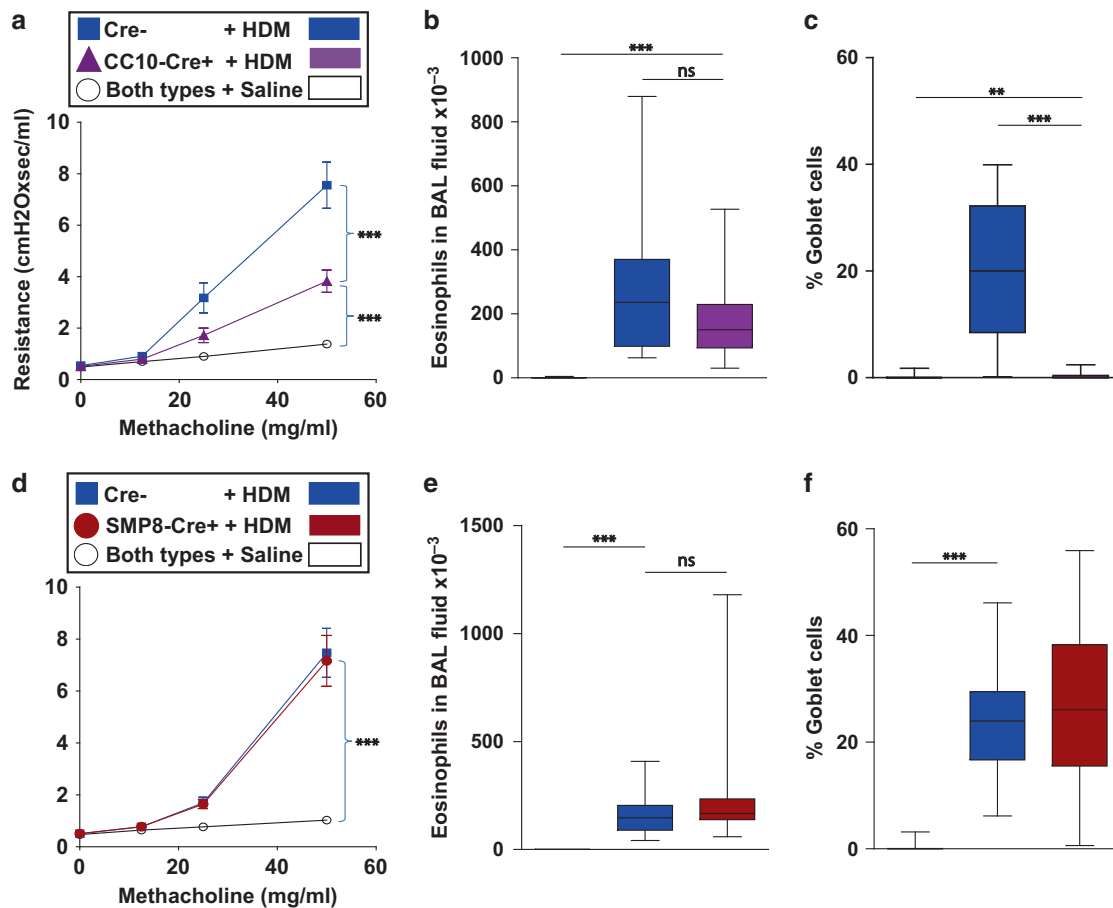 a
Cre- + HDM
CC10-Cre+ + HDM
Both types + Saline
10
8
6
4
2
0
Resistance (cmH2Oxsec/ml)
***
***
0 20 40 60
Methacholine (mg/ml)
b
1000
800
600
400
200
0
Eosinophils in BAL fluid x10⁻³
***
ns
c
60
40
20
0
% Goblet cells
**
***
d
Cre- + HDM
SMP8-Cre+ + HDM
Both types + Saline
10
8
6
4
2
0
Resistance (cmH2Oxsec/ml)
***
0 20 40 60
Methacholine (mg/ml)
e
1500
1000
500
0
Eosinophils in BAL fluid x10⁻³
***
ns
f
60
40
20
0
% Goblet cells
***